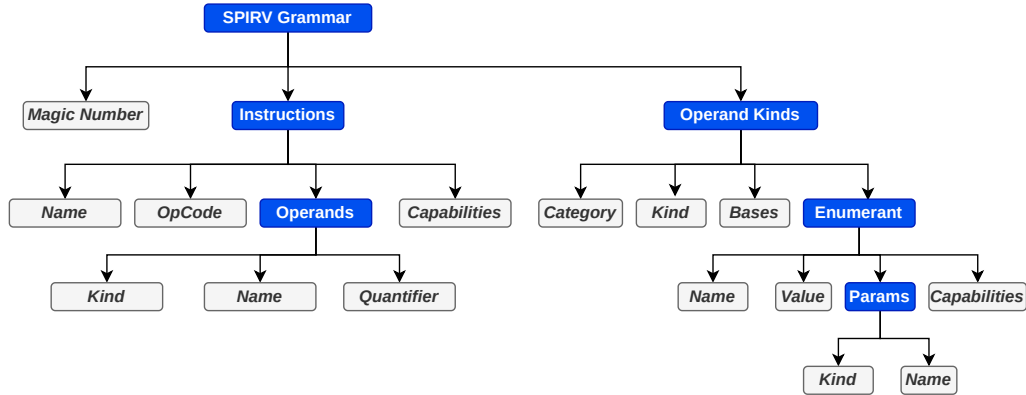 SPIRV Grammar
Magic Number
Instructions
Operand Kinds
Name
OpCode
Operands
Capabilities
Category
Kind
Bases
Enumerant
Kind
Name
Quantifier
Name
Value
Params
Capabilities
Kind
Name